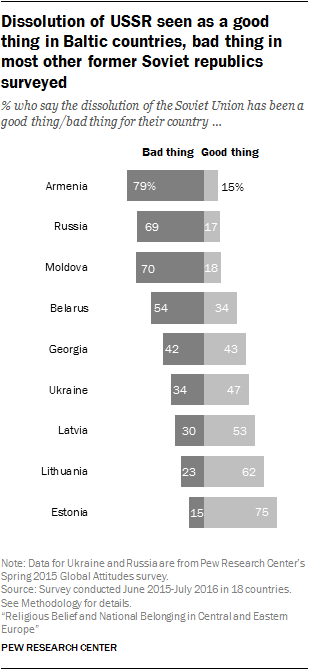 Dissolution of USSR seen as a good
thing in Baltic countries, bad thing in
most other former Soviet republics
surveyed
% who say the dissolution of the Soviet Union has been a
good thing/bad thing for their country ...
Bad thing Good thing
Armenia 79% 15%
Russia 69 17
Moldova 70 18
Belarus 54 34
Georgia 42 43
Ukraine 34 47
Latvia 30 53
Lithuania 23 62
Estonia 15 75
Note: Data for Ukraine and Russia are from Pew Research Center’s
Spring 2015 Global Attitudes survey.
Source: Survey conducted June 2015-July 2016 in 18 countries.
See Methodology for details.
“Religious Belief and National Belonging in Central and Eastern
Europe”
PEW RESEARCH CENTER